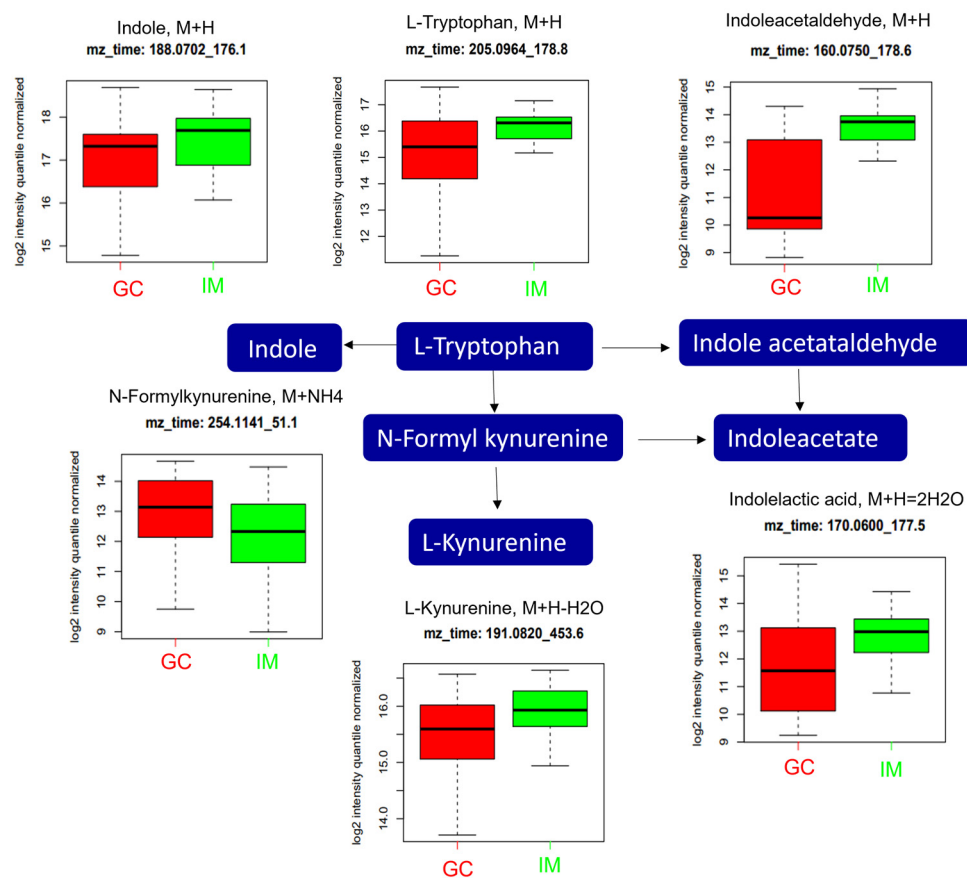 Indole, M+H
mz_time: 188.0702_176.1
log2 intensity quantile normalized
18
17
16
15
GC
IM
L-Tryptophan, M+H
mz_time: 205.0964_178.8
log2 intensity quantile normalized
17
16
15
14
13
12
GC
IM
Indoleacetaldehyde, M+H
mz_time: 160.0750_178.6
log2 intensity quantile normalized
15
14
13
12
11
10
9
GC
IM
Indole
L-Tryptophan
Indole acetataldehyde
N-Formyl kynurenine
Indoleacetate
L-Kynurenine
N-Formylkynurenine, M+NH4
mz_time: 254.1141_51.1
log2 intensity quantile normalized
14
13
12
11
10
9
GC
IM
L-Kynurenine, M+H-H2O
mz_time: 191.0820_453.6
log2 intensity quantile normalized
16.0
15.0
14.0
GC
IM
Indolelactic acid, M+H=2H2O
mz_time: 170.0600_177.5
log2 intensity quantile normalized
15
14
13
12
11
10
9
GC
IM